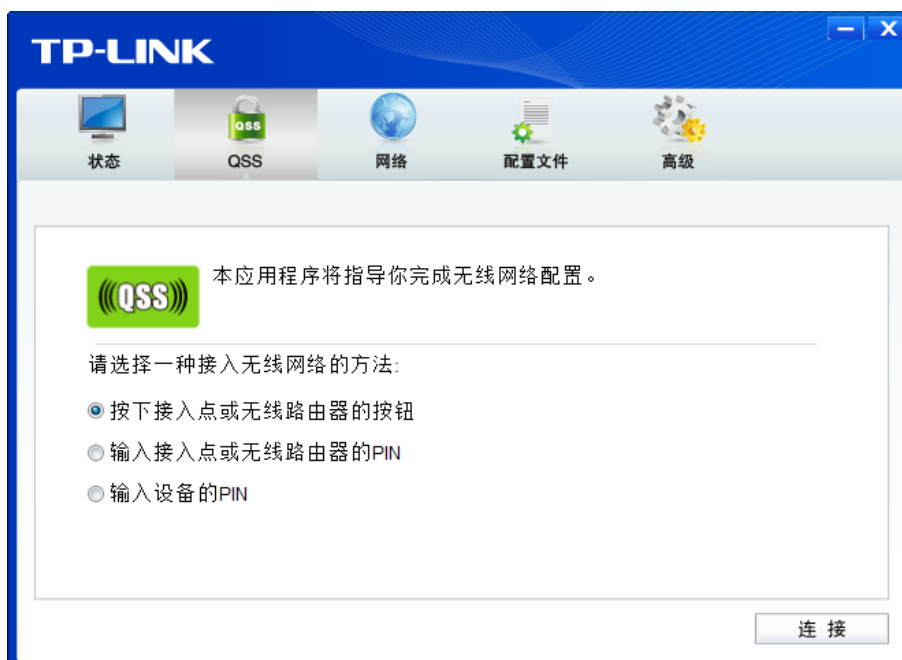 TP-LINK
QSS
状态
QSS
网络
配置文件
高级
QSS
本应用程序将指导你完成无线网络配置。
请选择一种接入无线网络的方法:
按下接入点或无线路由器的按钮
输入接入点或无线路由器的PIN
输入设备的PIN
连 接